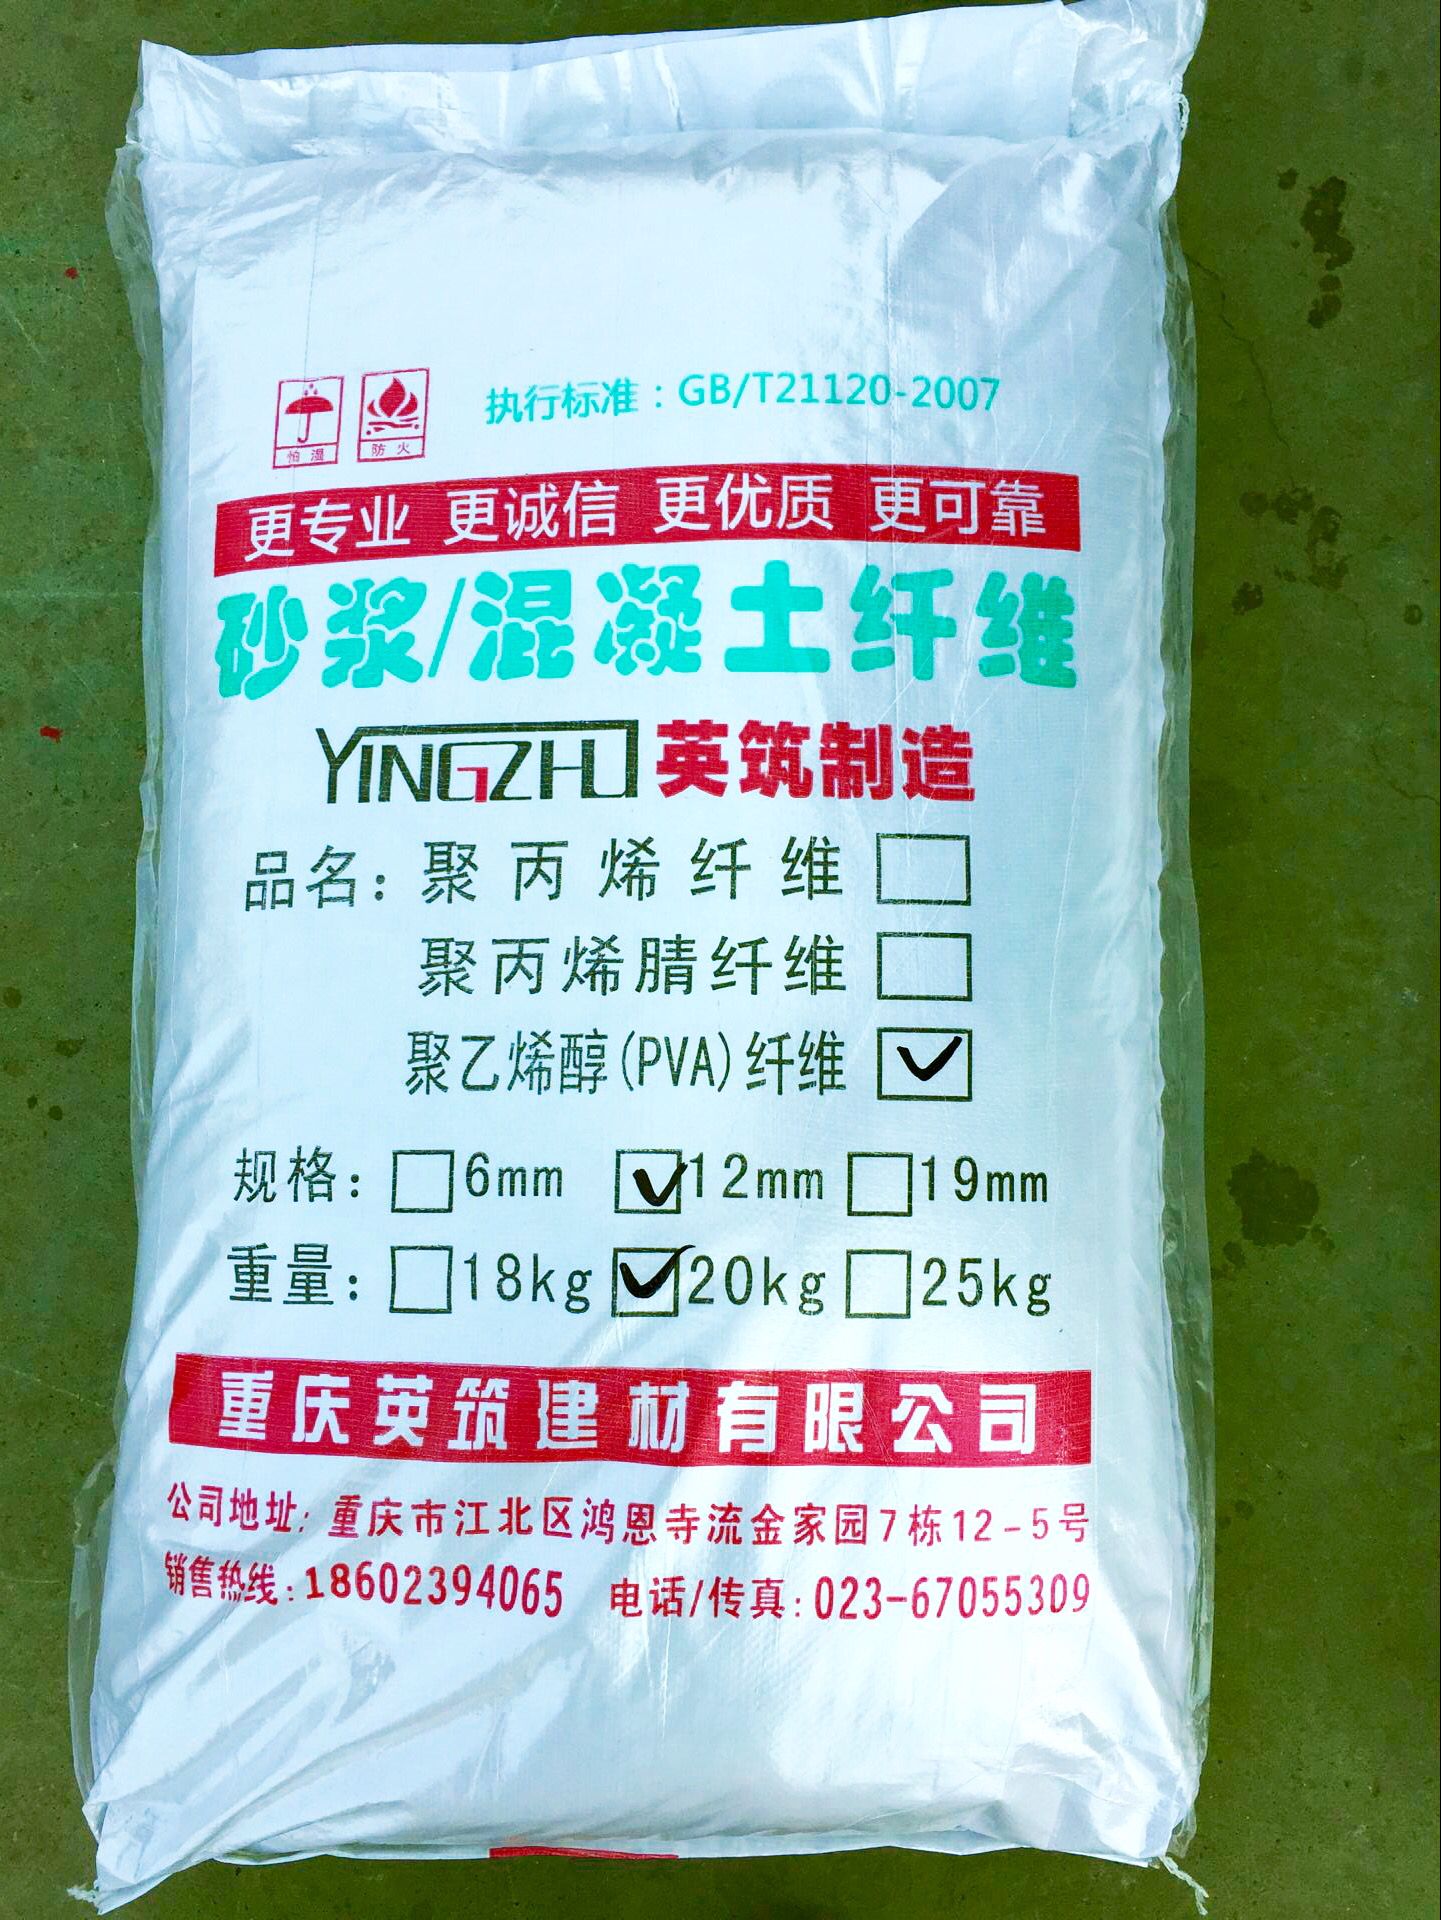 怕湿 防火 执行标准：GB/T21120-2007
更专业 更诚信 更优质 更可靠
砂浆/混凝土纤维
YINGZHU 英筑制造
品名：聚丙烯纤维
聚丙烯腈纤维
聚乙烯醇(PVA)纤维 ✓
规格：□6mm ☑12mm □19mm
重量：□18kg ☑20kg □25kg
重庆英筑建材有限公司
公司地址：重庆市江北区鸿恩寺流金家园7栋12-5号
销售热线：18602394065 电话/传真：023-67055309